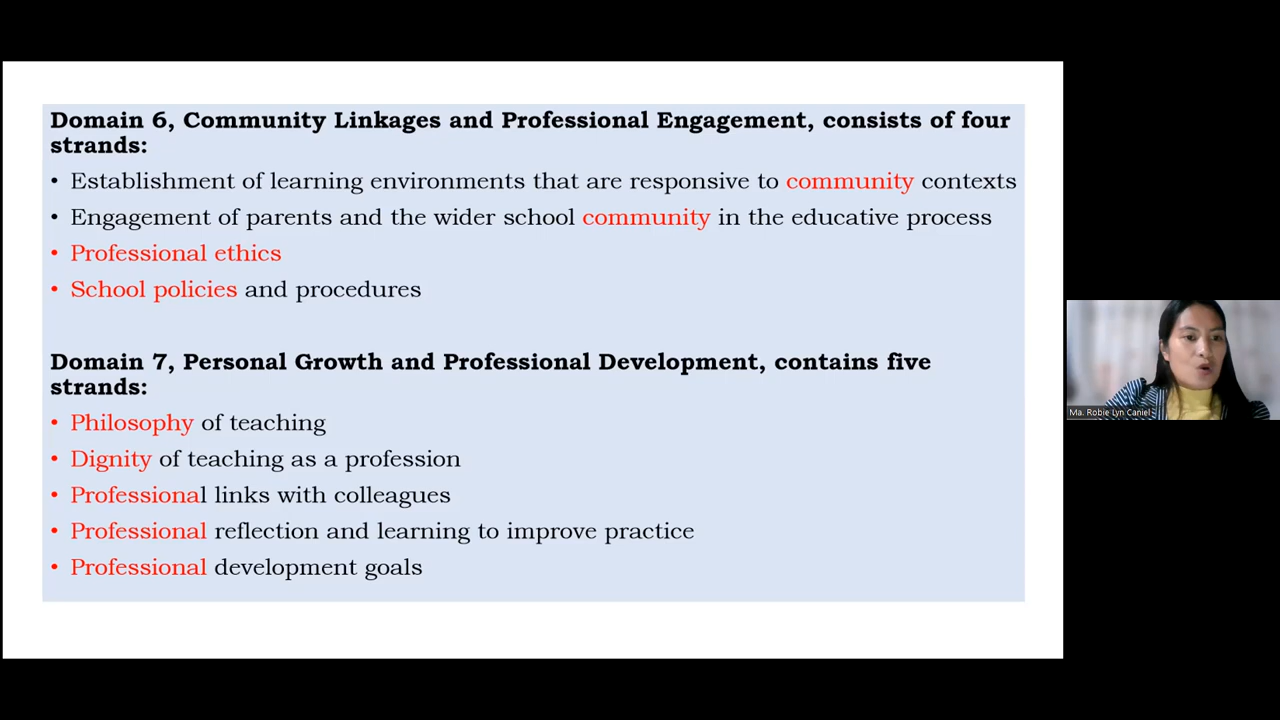 Domain 6, Community Linkages and Professional Engagement, consists of four
strands:
• Establishment of learning environments that are responsive to community contexts
• Engagement of parents and the wider school community in the educative process
• Professional ethics
• School policies and procedures
Domain 7, Personal Growth and Professional Development, contains five
strands:
• Philosophy of teaching
• Dignity of teaching as a profession
• Professional links with colleagues
• Professional reflection and learning to improve practice
• Professional development goals
Ma. Robie Lyn Caniel